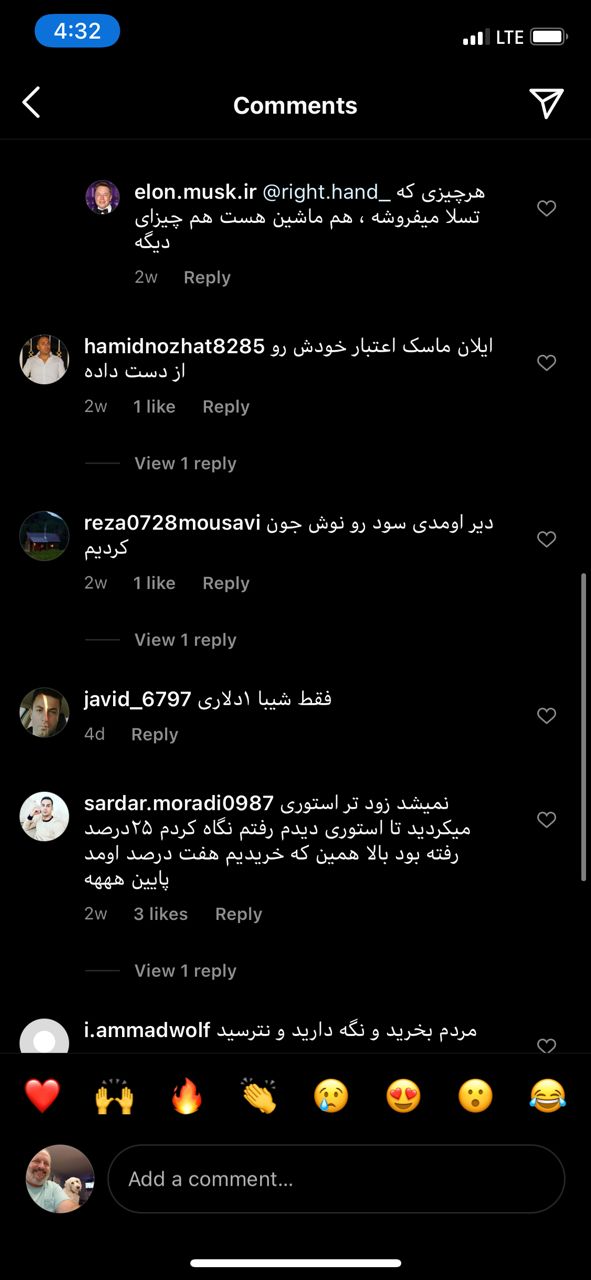 4:32
LTE
Comments
elon.musk.ir @right.hand_ هرچیزی که
تسلا میفروشه ، هم ماشین هست هم چیزای
دیگه
2w Reply
hamidnozhat8285 ایلان ماسک اعتبار خودش رو
از دست داده
2w 1 like Reply
View 1 reply
reza0728mousavi دیر اومدی سود رو نوش جون
کردیم
2w 1 like Reply
View 1 reply
javid_6797 فقط شیبا ۱دلاری
4d Reply
sardar.moradi0987 نمیشد زود تر استوری
میکردید تا استوری دیدم رفتم نگاه کردم ۲۵درصد
رفته بود بالا همین که خریدیم هفت درصد اومد
پایین هههه
2w 3 likes Reply
View 1 reply
i.ammadwolf مردم بخرید و نگه دارید و نترسید
Add a comment...